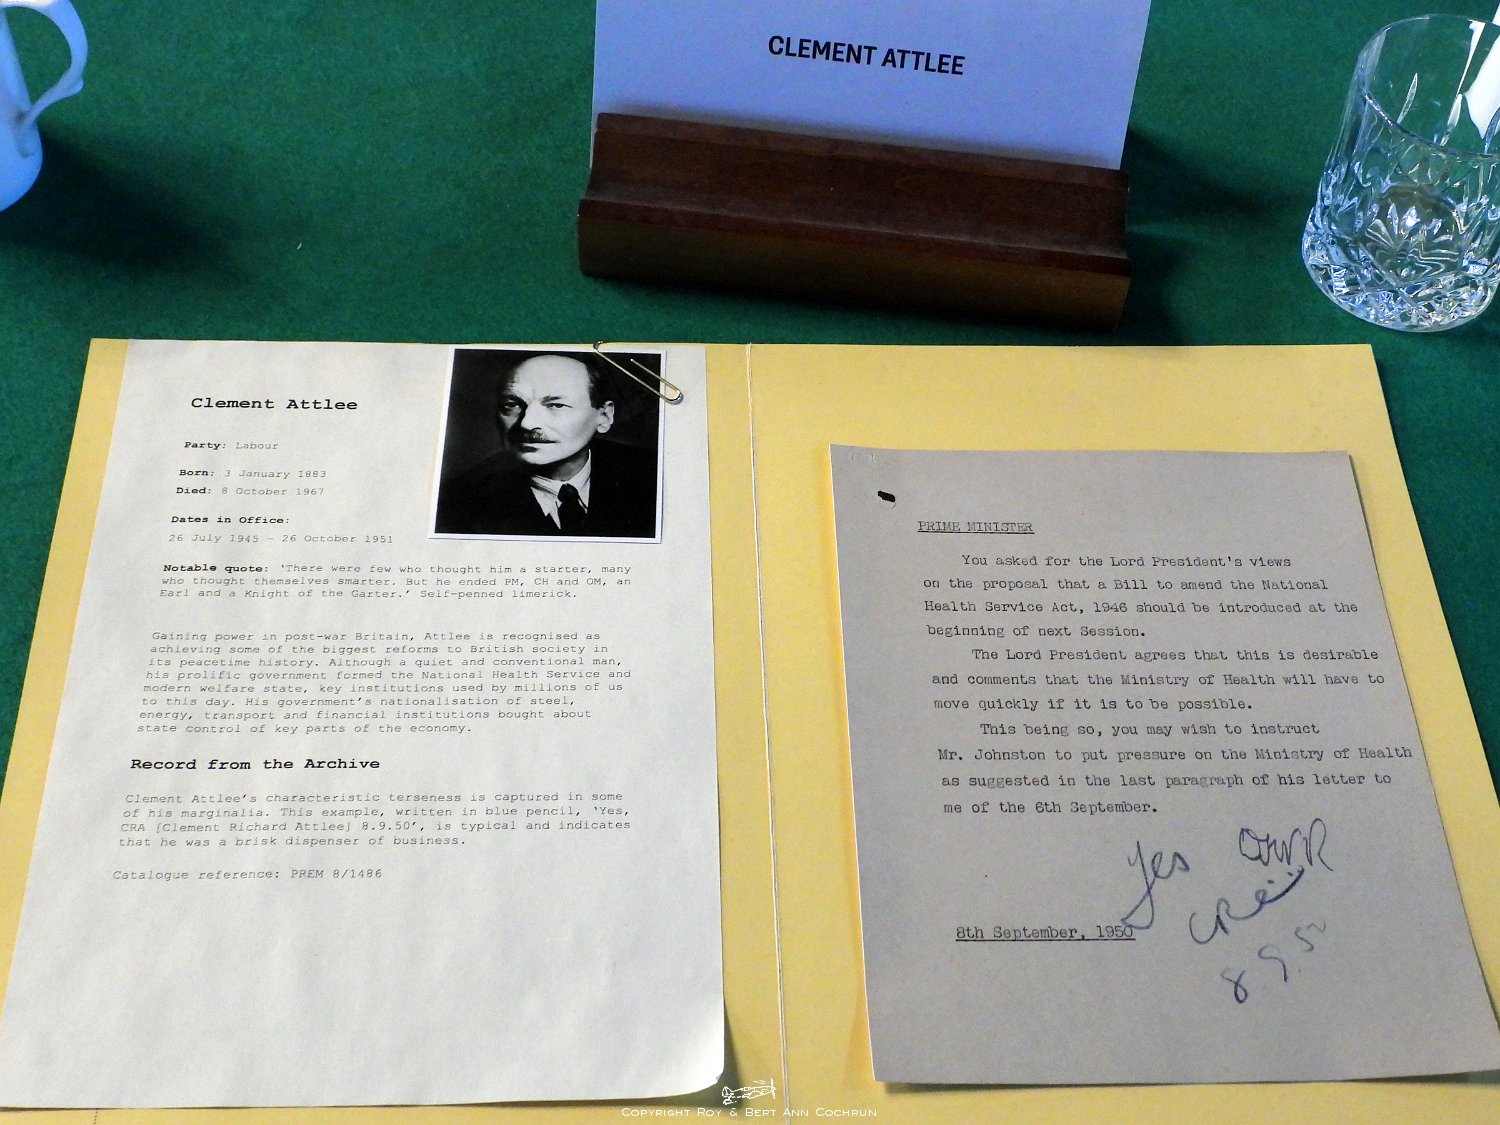 CLEMENT ATTLEE
Clement Attlee
Party: Labour
Born: 3 January 1883
Died: 8 October 1967
Dates in Office:
26 July 1945 – 26 October 1951
Notable quote: ‘There were few who thought him a starter, many
who thought themselves smarter. But he ended PM, CH and OM, an
Earl and a Knight of the Garter.’ Self-penned limerick.
Gaining power in post-war Britain, Attlee is recognised as
achieving some of the biggest reforms to British society in
its peacetime history. Although a quiet and conventional man,
his prolific government formed the National Health Service and
modern welfare state, key institutions used by millions of us
to this day. His government’s nationalisation of steel,
energy, transport and financial institutions bought about
state control of key parts of the economy.
Record from the Archive
Clement Attlee’s characteristic terseness is captured in some
of his marginalia. This example, written in blue pencil, ‘Yes,
CRA [Clement Richard Attlee] 8.9.50’, is typical and indicates
that he was a brisk dispenser of business.
Catalogue reference: PREM 8/1486
PRIME MINISTER
You asked for the Lord President's views
on the proposal that a Bill to amend the National
Health Service Act, 1946 should be introduced at the
beginning of next Session.
The Lord President agrees that this is desirable
and comments that the Ministry of Health will have to
move quickly if it is to be possible.
This being so, you may wish to instruct
Mr. Johnston to put pressure on the Ministry of Health
as suggested in the last paragraph of his letter to
me of the 6th September.
Yes
CRA
8th September, 1950
8.9.50
Copyright Roy & Bert Ann Cochrun